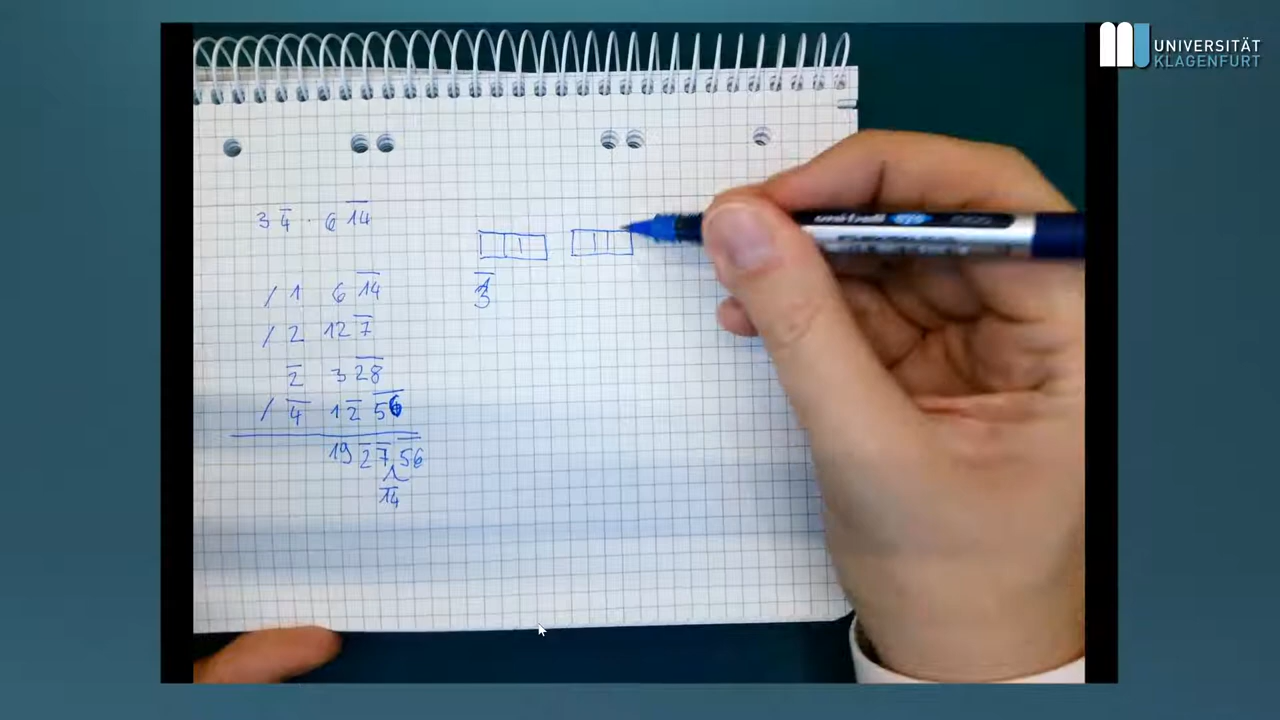 UNIVERSITÄT
KLAGENFURT
3 4̅ · 6 1̅4̅
/ 1 6 1̅4̅
/ 2 12 7̅
2̅ 3 2̅8̅
/ 4̅ 1 2̅ 5̅6̅
19 2̅ 7̅ 5̅6̅
1̅4̅
3̅